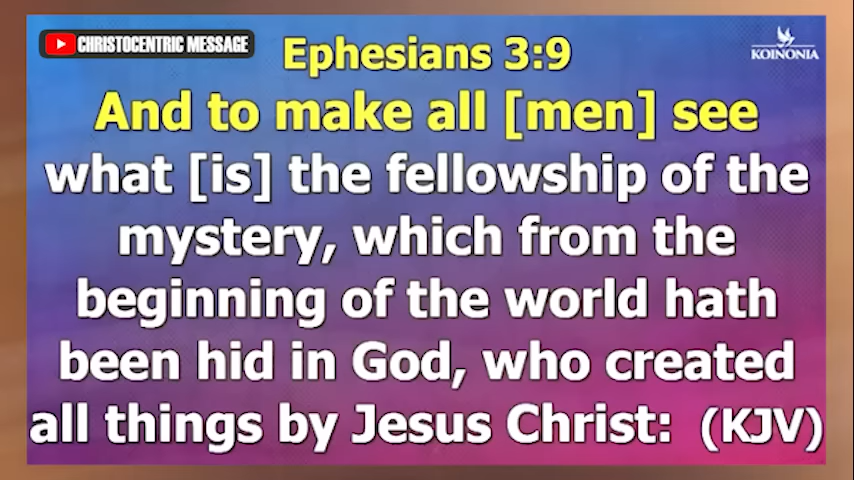 CHRISTOCENTRIC MESSAGE
KOINONIA
Ephesians 3:9
And to make all [men] see
what [is] the fellowship of the
mystery, which from the
beginning of the world hath
been hid in God, who created
all things by Jesus Christ: (KJV)